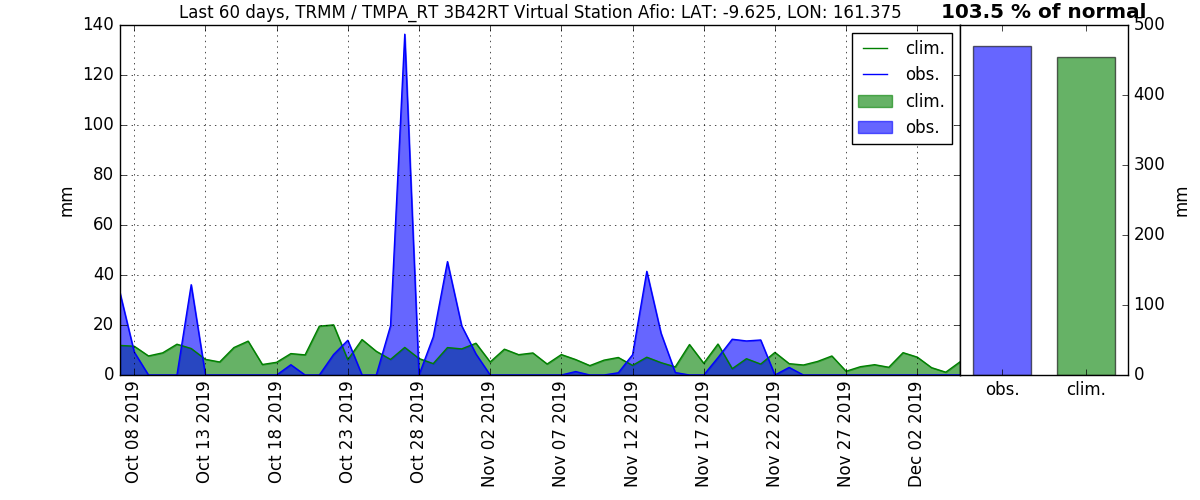 Last 60 days, TRMM / TMPA_RT 3B42RT Virtual Station Afio: LAT: -9.625, LON: 161.375
103.5 % of normal
140
120
100
80
60
40
20
0
mm
clim.
obs.
clim.
obs.
Oct 08 2019
Oct 13 2019
Oct 18 2019
Oct 23 2019
Oct 28 2019
Nov 02 2019
Nov 07 2019
Nov 12 2019
Nov 17 2019
Nov 22 2019
Nov 27 2019
Dec 02 2019
500
400
300
200
100
0
mm
obs.
clim.